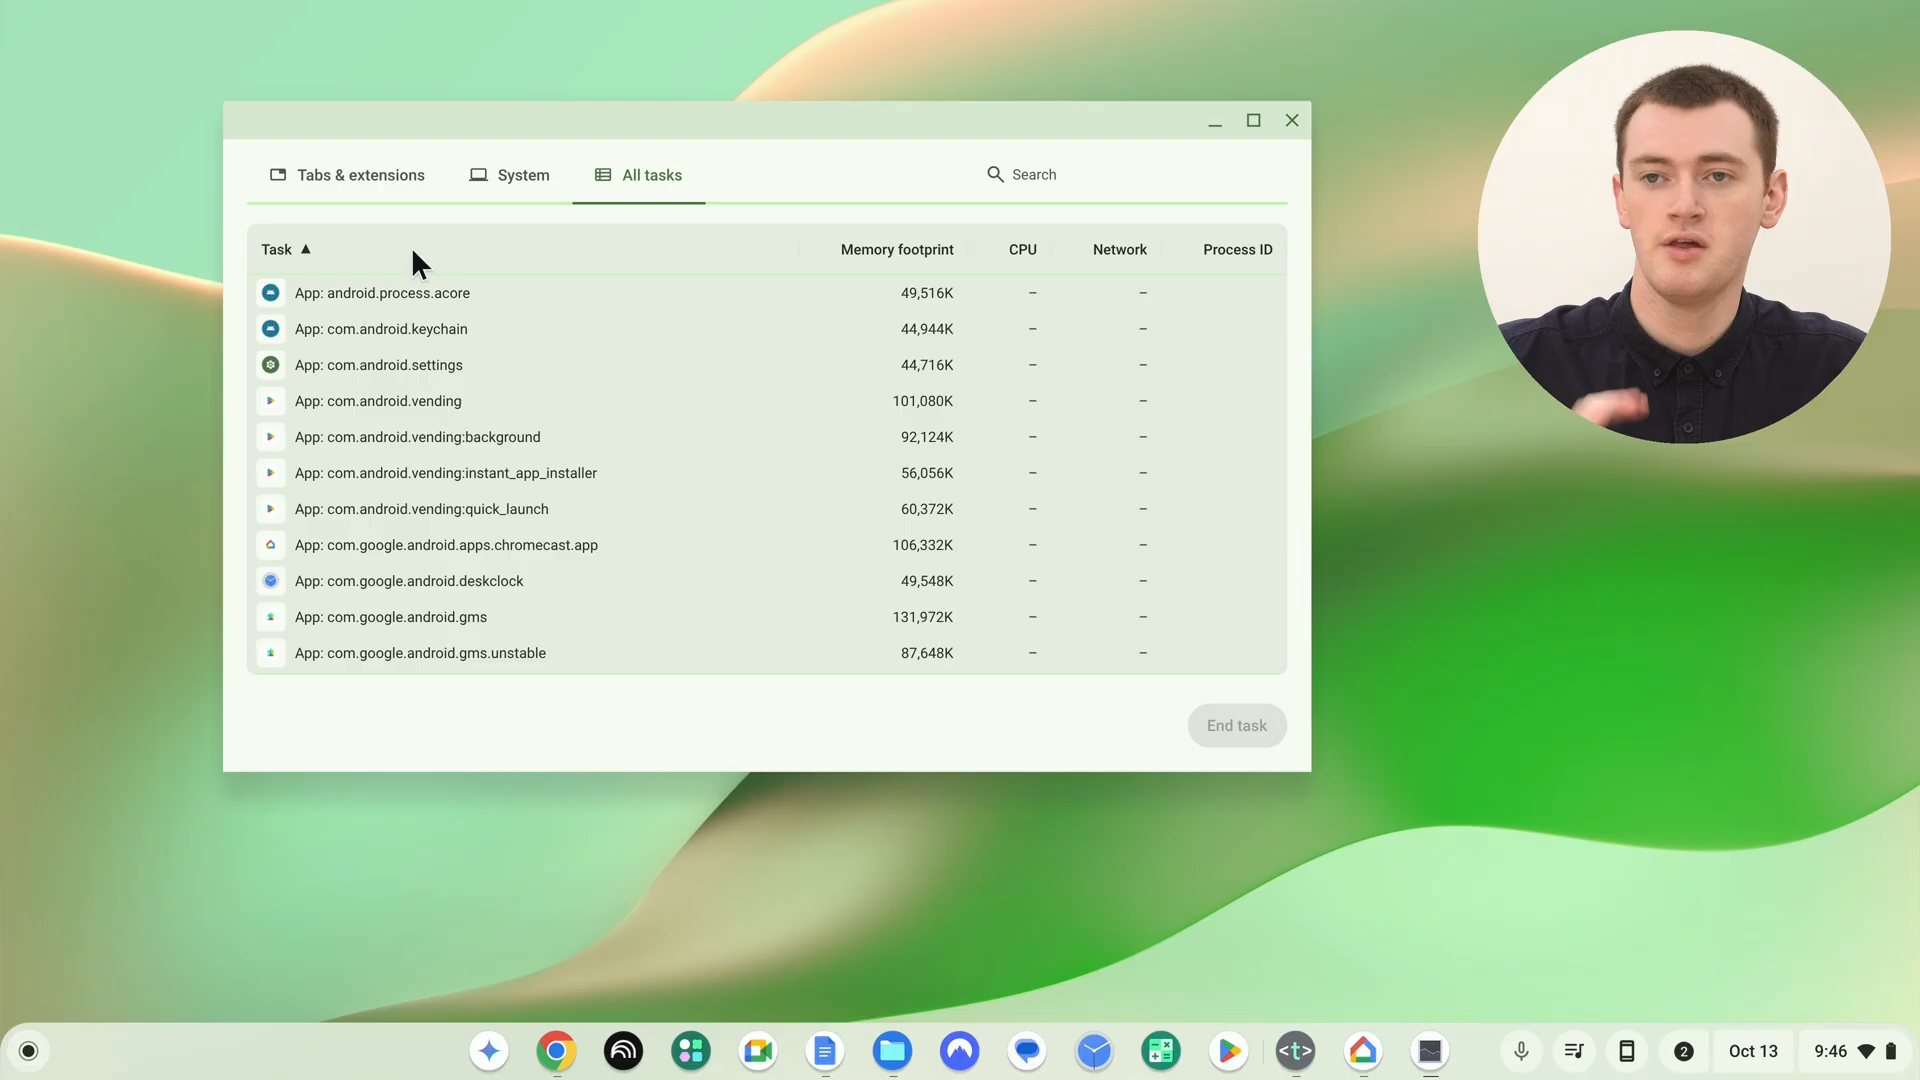 Tabs & extensions System All tasks Search
Task ▲ Memory footprint CPU Network Process ID
App: android.process.acore 49,516K – –
App: com.android.keychain 44,944K – –
App: com.android.settings 44,716K – –
App: com.android.vending 101,080K – –
App: com.android.vending:background 92,124K – –
App: com.android.vending:instant_app_installer 56,056K – –
App: com.android.vending:quick_launch 60,372K – –
App: com.google.android.apps.chromecast.app 106,332K – –
App: com.google.android.deskclock 49,548K – –
App: com.google.android.gms 131,972K – –
App: com.google.android.gms.unstable 87,648K – –
End task
<t> 2 Oct 13 9:46